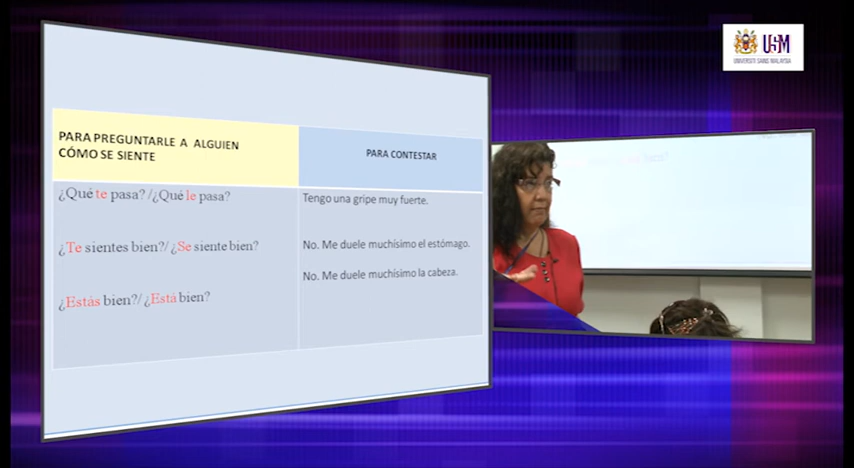 USM
UNIVERSITI SAINS MALAYSIA
PARA PREGUNTARLE A ALGUIEN
CÓMO SE SIENTE
PARA CONTESTAR
¿Qué te pasa? /¿Qué le pasa?
Tengo una gripe muy fuerte.
¿Te sientes bien?/ ¿Se siente bien?
No. Me duele muchísimo el estómago.
No. Me duele muchísimo la cabeza.
¿Estás bien?/ ¿Está bien?